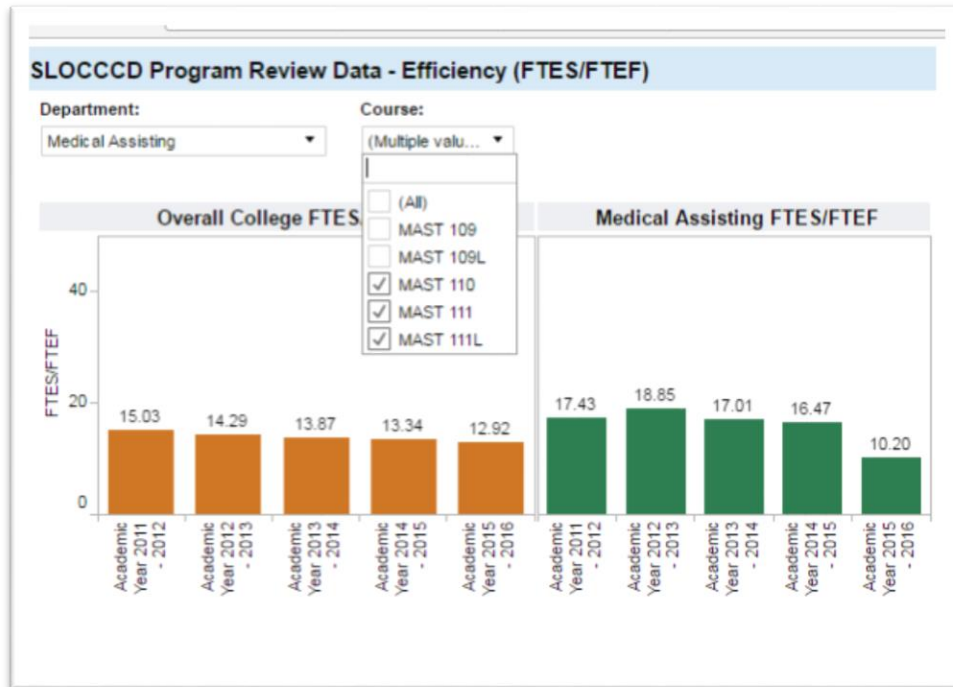 SLOCCCD Program Review Data - Efficiency (FTES/FTEF)
Department:
Course:
Medical Assisting
(Multiple valu...
(All)
MAST 109
MAST 109L
MAST 110
MAST 111
MAST 111L
Overall College FTES/
Medical Assisting FTES/FTEF
FTES/FTEF
40
20
0
15.03
14.29
13.87
13.34
12.92
17.43
18.85
17.01
16.47
10.20
Academic
Year 2011
- 2012
Academic
Year 2012
- 2013
Academic
Year 2013
- 2014
Academic
Year 2014
- 2015
Academic
Year 2015
- 2016
Academic
Year 2011
- 2012
Academic
Year 2012
- 2013
Academic
Year 2013
- 2014
Academic
Year 2014
- 2015
Academic
Year 2015
- 2016